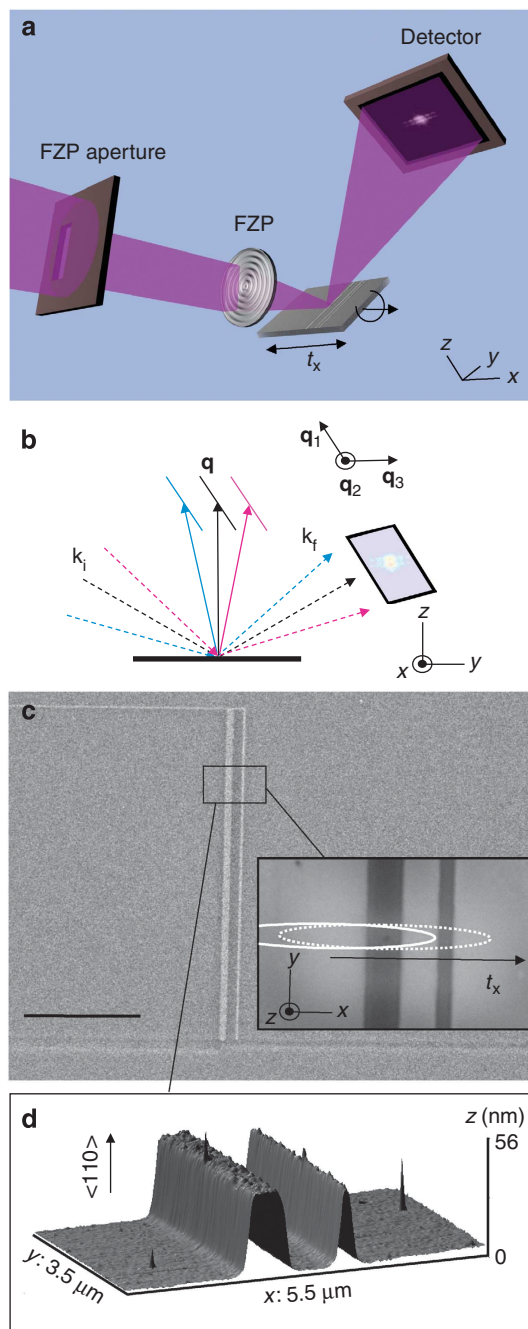 a
Detector
FZP aperture
FZP
tx
z
y
x
b
q
q1
q2
q3
ki
kf
z
x
y
c
y
z
x
tx
d
<110>
z (nm)
56
0
y: 3.5 μm
x: 5.5 μm